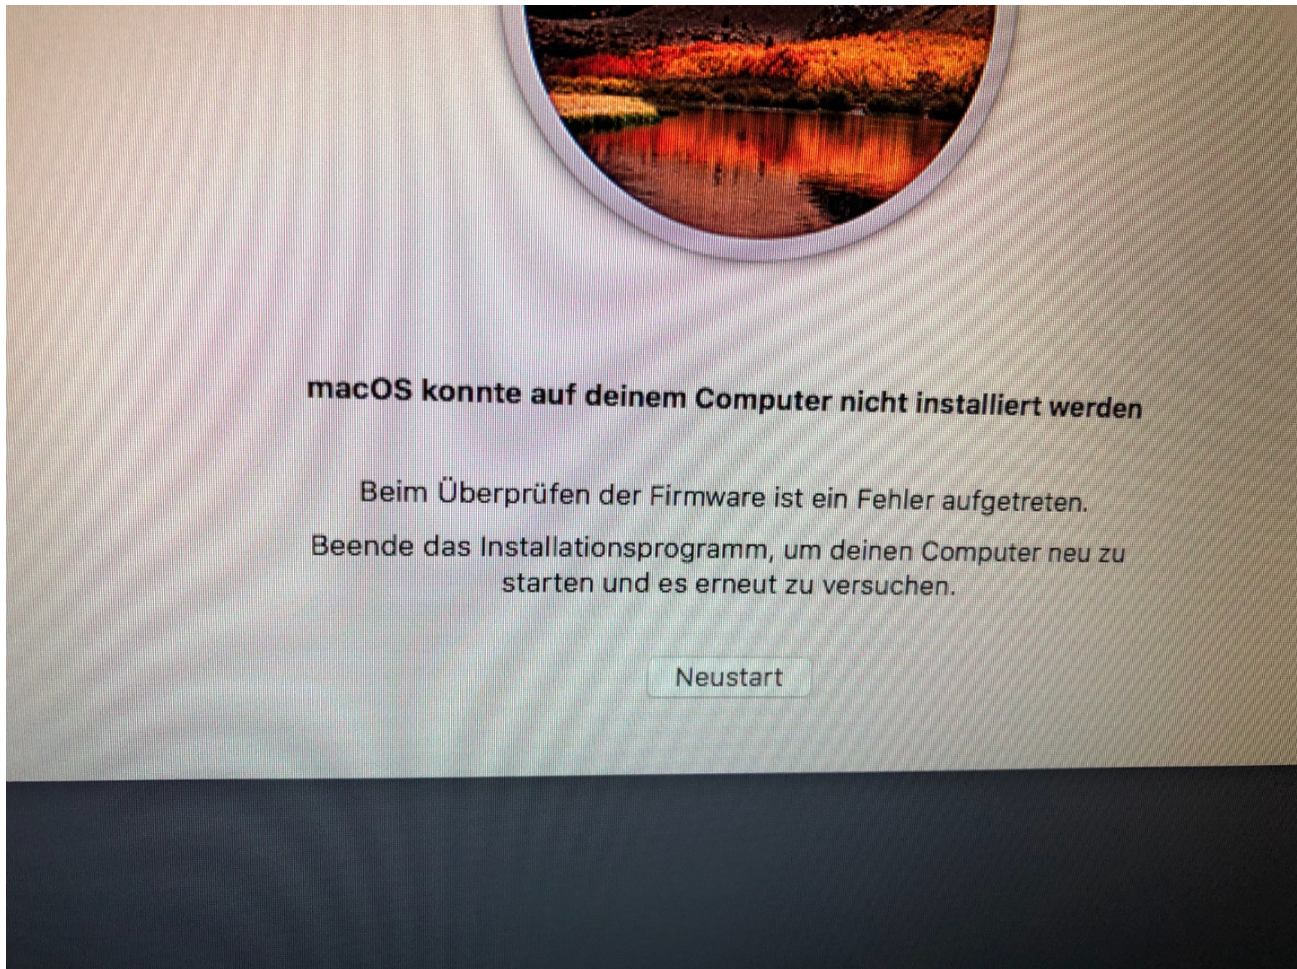 macOS konnte auf deinem Computer nicht installiert werden
Beim Überprüfen der Firmware ist ein Fehler aufgetreten.
Beende das Installationsprogramm, um deinen Computer neu zu
starten und es erneut zu versuchen.
Neustart